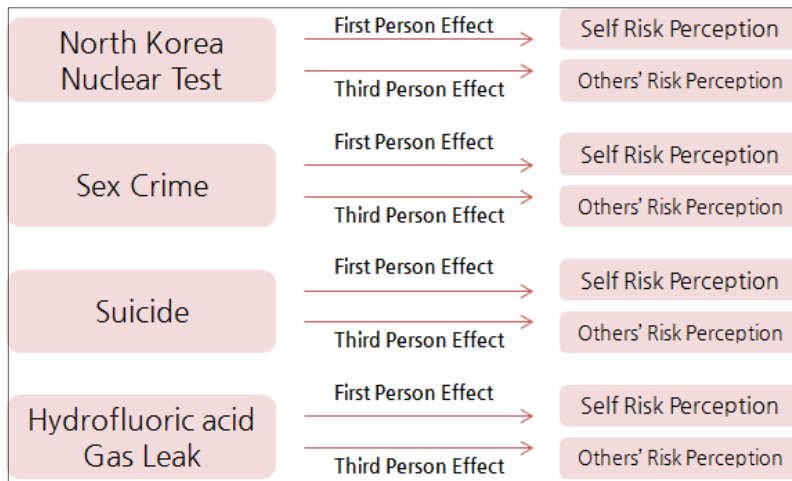 North Korea
Nuclear Test
First Person Effect
Third Person Effect
Self Risk Perception
Others' Risk Perception
Sex Crime
First Person Effect
Third Person Effect
Self Risk Perception
Others' Risk Perception
Suicide
First Person Effect
Third Person Effect
Self Risk Perception
Others' Risk Perception
Hydrofluoric acid
Gas Leak
First Person Effect
Third Person Effect
Self Risk Perception
Others' Risk Perception